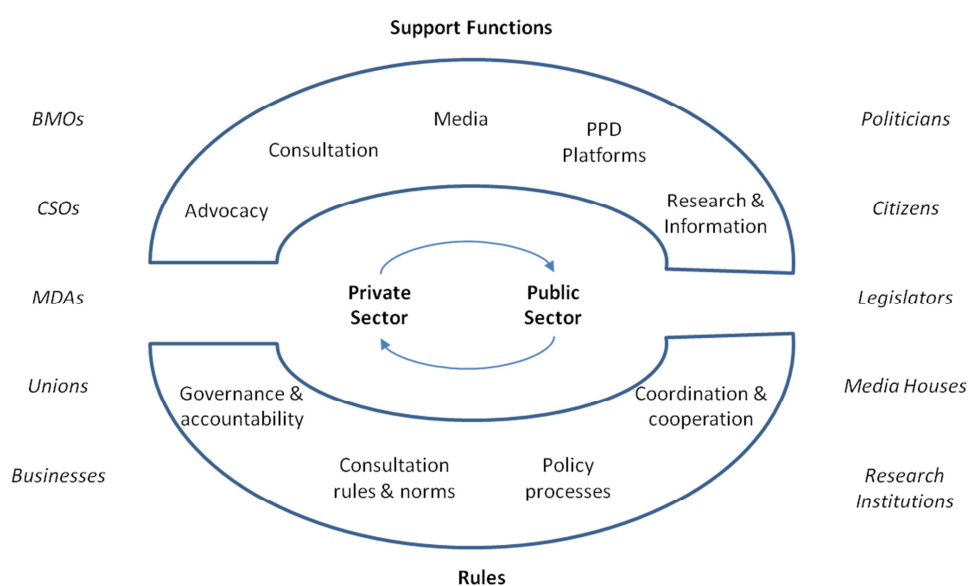 Support Functions
BMOs
Media
Politicians
Consultation
PPD
Platforms
CSOs
Advocacy
Research &
Information
Citizens
MDAs
Private
Sector
Public
Sector
Legislators
Unions
Governance &
accountability
Coordination &
cooperation
Media Houses
Businesses
Consultation
rules & norms
Policy
processes
Research
Institutions
Rules